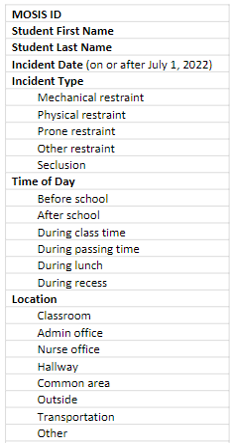 MOSIS ID
Student First Name
Student Last Name
Incident Date (on or after July 1, 2022)
Incident Type
Mechanical restraint
Physical restraint
Prone restraint
Other restraint
Seclusion
Time of Day
Before school
After school
During class time
During passing time
During lunch
During recess
Location
Classroom
Admin office
Nurse office
Hallway
Common area
Outside
Transportation
Other